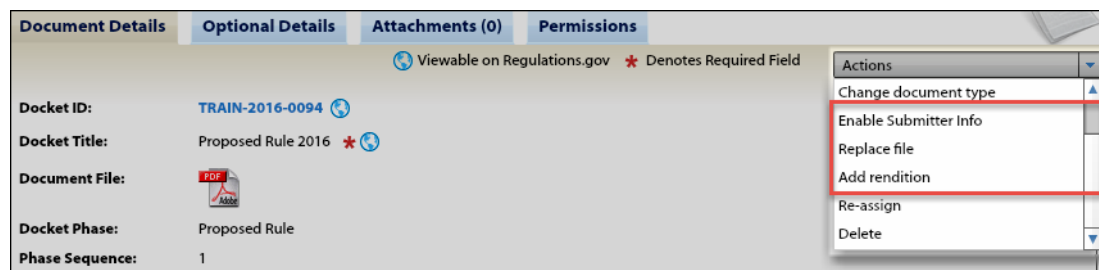 Document Details Optional Details Attachments (0) Permissions
Viewable on Regulations.gov * Denotes Required Field
Actions
Change document type
Enable Submitter Info
Replace file
Add rendition
Re-assign
Delete
Docket ID: TRAIN-2016-0094
Docket Title: Proposed Rule 2016 *
Document File: PDF Adobe
Docket Phase: Proposed Rule
Phase Sequence: 1